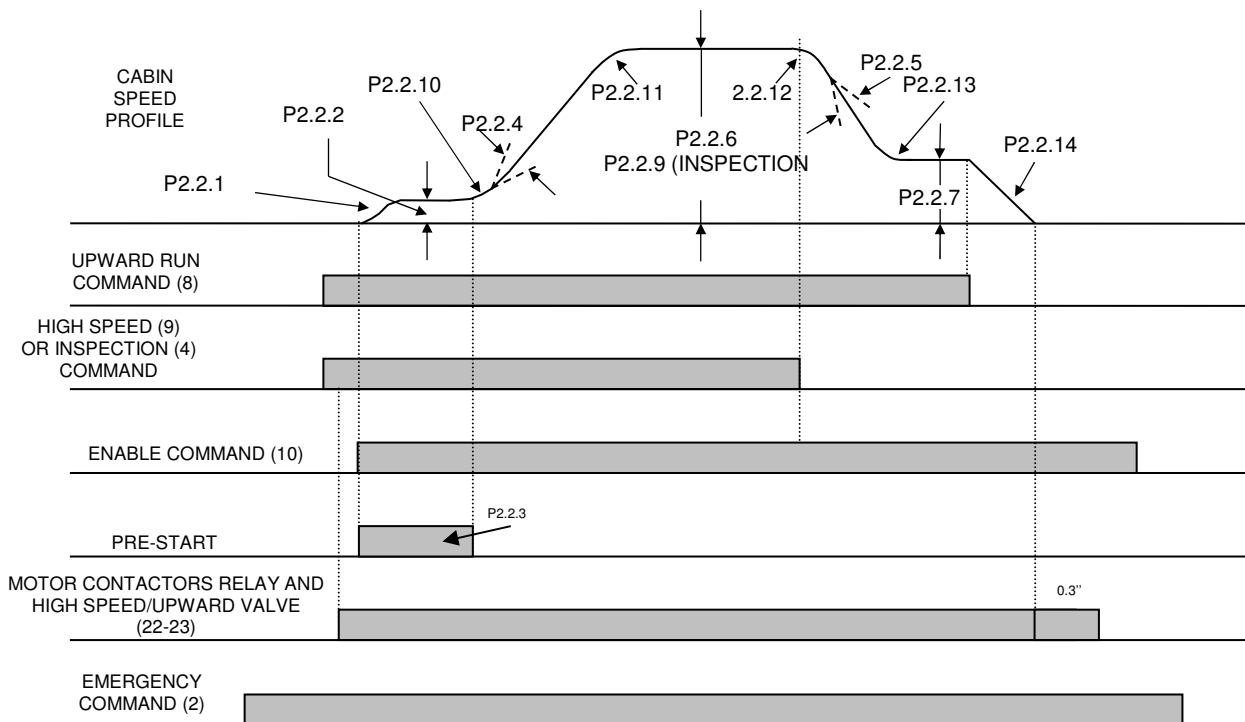 CABIN
SPEED
PROFILE
P2.2.1
P2.2.2
P2.2.10
P2.2.4
P2.2.11
P2.2.6
P2.2.9 (INSPECTION
2.2.12
P2.2.5
P2.2.13
P2.2.7
P2.2.14
UPWARD RUN
COMMAND (8)
HIGH SPEED (9)
OR INSPECTION (4)
COMMAND
ENABLE COMMAND (10)
PRE-START
P2.2.3
MOTOR CONTACTORS RELAY AND
HIGH SPEED/UPWARD VALVE
(22-23)
0.3''
EMERGENCY
COMMAND (2)